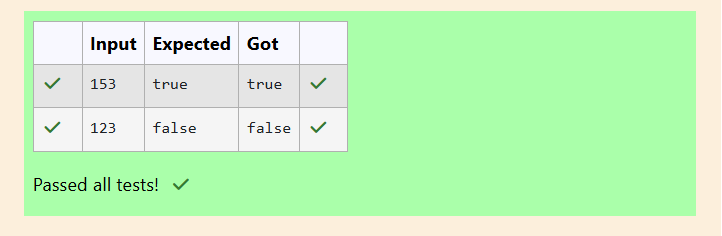 Input Expected Got
153 true true
123 false false
Passed all tests!